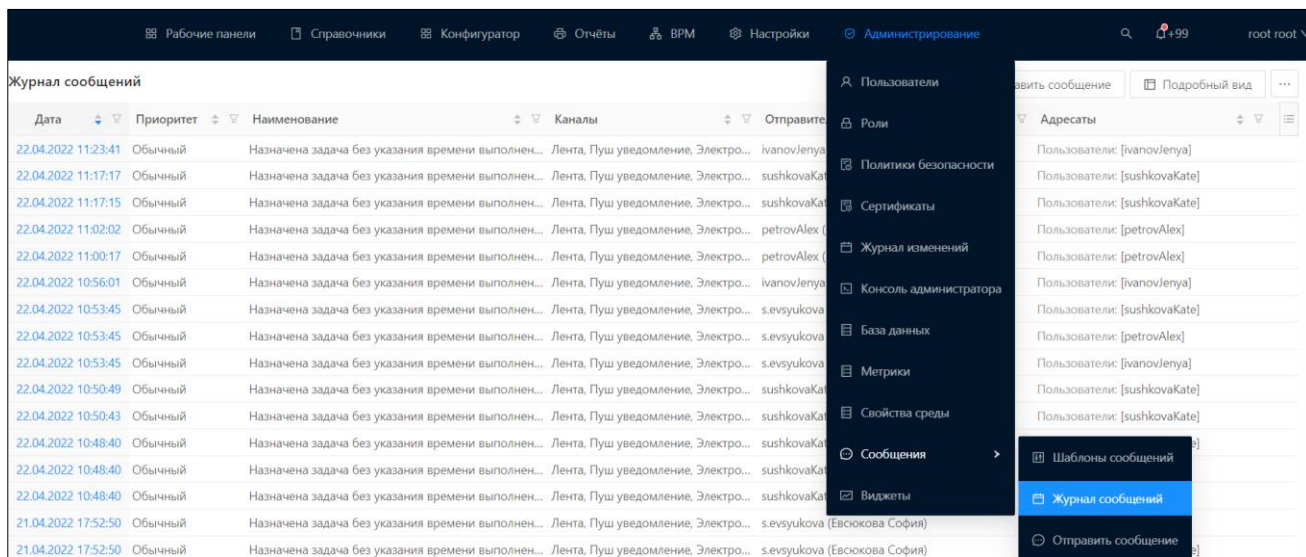 Рабочие панели Справочники Конфигуратор Отчёты BPM Настройки Администрирование +99 root root
Журнал сообщений
авить сообщение Подробный вид ...
Дата Приоритет Наименование Каналы Отправите Адресаты
22.04.2022 11:23:41 Обычный Назначена задача без указания времени выполнен... Лента, Пуш уведомление, Электро... ivanovJenya Пользователи: [ivanovJenya]
22.04.2022 11:17:17 Обычный Назначена задача без указания времени выполнен... Лента, Пуш уведомление, Электро... sushkovaKat Пользователи: [sushkovaKate]
22.04.2022 11:17:15 Обычный Назначена задача без указания времени выполнен... Лента, Пуш уведомление, Электро... sushkovaKat Пользователи: [sushkovaKate]
22.04.2022 11:02:02 Обычный Назначена задача без указания времени выполнен... Лента, Пуш уведомление, Электро... petrovAlex ( Пользователи: [petrovAlex]
22.04.2022 11:00:17 Обычный Назначена задача без указания времени выполнен... Лента, Пуш уведомление, Электро... petrovAlex ( Пользователи: [petrovAlex]
22.04.2022 10:56:01 Обычный Назначена задача без указания времени выполнен... Лента, Пуш уведомление, Электро... ivanovJenya Пользователи: [ivanovJenya]
22.04.2022 10:53:45 Обычный Назначена задача без указания времени выполнен... Лента, Пуш уведомление, Электро... s.evsyukova Пользователи: [sushkovaKate]
22.04.2022 10:53:45 Обычный Назначена задача без указания времени выполнен... Лента, Пуш уведомление, Электро... s.evsyukova Пользователи: [petrovAlex]
22.04.2022 10:53:45 Обычный Назначена задача без указания времени выполнен... Лента, Пуш уведомление, Электро... s.evsyukova Пользователи: [ivanovJenya]
22.04.2022 10:50:49 Обычный Назначена задача без указания времени выполнен... Лента, Пуш уведомление, Электро... sushkovaKat Пользователи: [sushkovaKate]
22.04.2022 10:50:43 Обычный Назначена задача без указания времени выполнен... Лента, Пуш уведомление, Электро... sushkovaKat Пользователи: [sushkovaKate]
22.04.2022 10:48:40 Обычный Назначена задача без указания времени выполнен... Лента, Пуш уведомление, Электро... sushkovaKat
22.04.2022 10:48:40 Обычный Назначена задача без указания времени выполнен... Лента, Пуш уведомление, Электро... sushkovaKat
22.04.2022 10:48:40 Обычный Назначена задача без указания времени выполнен... Лента, Пуш уведомление, Электро... sushkovaKat
21.04.2022 17:52:50 Обычный Назначена задача без указания времени выполнен... Лента, Пуш уведомление, Электро... s.evsyukova (Евсюкова София)
21.04.2022 17:52:50 Обычный Назначена задача без указания времени выполнен... Лента, Пуш уведомление, Электро... s.evsyukova (Евсюкова София)
Пользователи
Роли
Политики безопасности
Сертификаты
Журнал изменений
Консоль администратора
База данных
Метрики
Свойства среды
Сообщения
Виджеты
Шаблоны сообщений
Журнал сообщений
Отправить сообщение